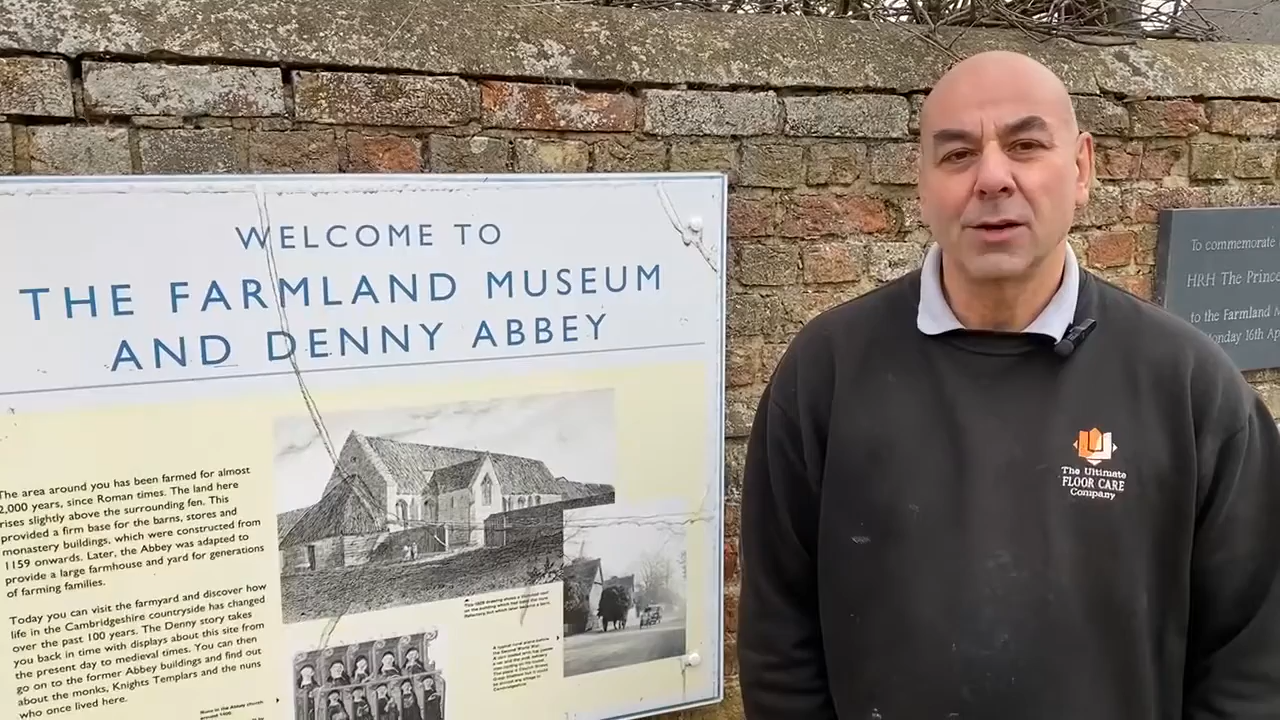 WELCOME TO
THE FARMLAND MUSEUM
AND DENNY ABBEY
The area around you has been farmed for almost
2,000 years, since Roman times. The land here
rises slightly above the surrounding fen. This
provided a firm base for the barns, stores and
monastery buildings, which were constructed from
1159 onwards. Later, the Abbey was adapted to
provide a large farmhouse and yard for generations
of farming families.
Today you can visit the farmyard and discover how
life in the Cambridgeshire countryside has changed
over the past 100 years. The Denny story takes
you back in time with displays about this site from
the present day to medieval times. You can then
go on to the former Abbey buildings and find out
about the monks, Knights Templars and the nuns
who once lived here.
Nuns in the Abbey church
To commemorate
HRH The Prince
to the Farmland M
Monday 16th Ap
The Ultimate
FLOOR CARE
Company